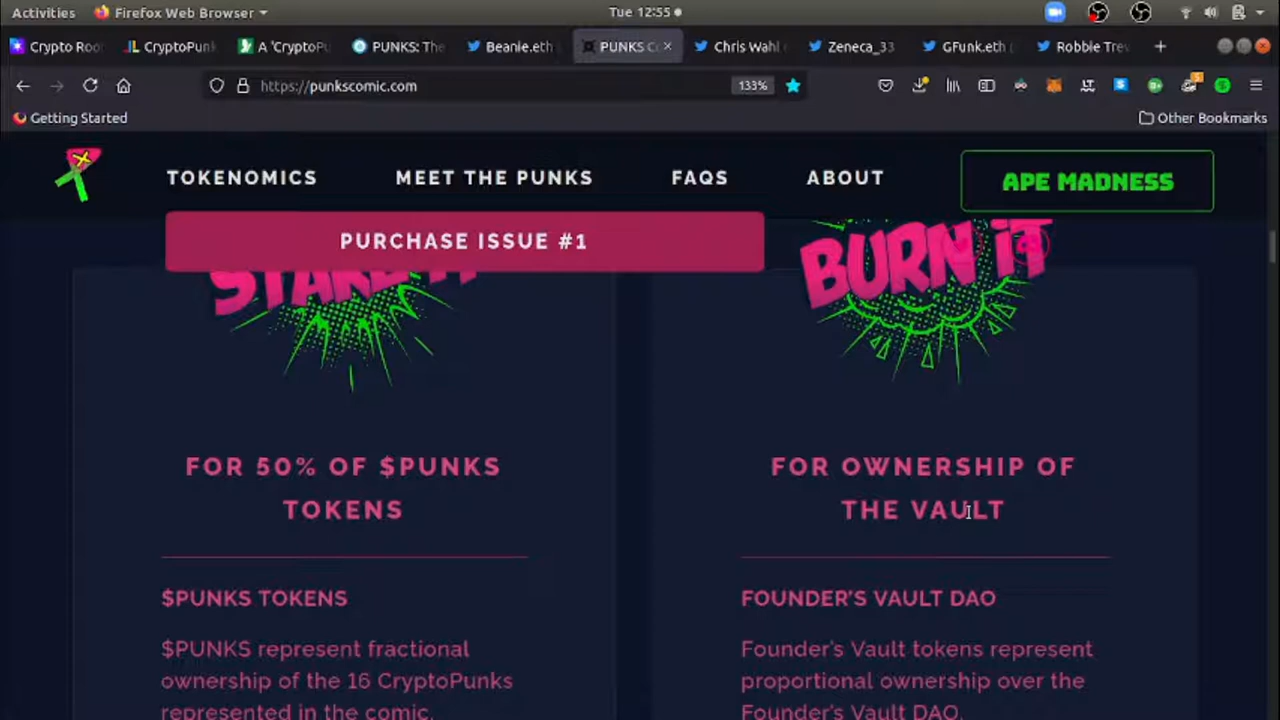 Activities Firefox Web Browser Tue 12:55
Crypto Roo CryptoPunk A 'CryptoPu PUNKS: The Beanie.eth PUNKS C Chris Wahl Zeneca_33 GFunk.eth ( Robbie Trev
https://punkscomic.com 133%
Getting Started Other Bookmarks
TOKENOMICS MEET THE PUNKS FAQS ABOUT APE MADNESS
PURCHASE ISSUE #1
STAKE IT BURN iT
FOR 50% OF $PUNKS
TOKENS
$PUNKS TOKENS
$PUNKS represent fractional
ownership of the 16 CryptoPunks
represented in the comic.
FOR OWNERSHIP OF
THE VAULT
FOUNDER'S VAULT DAO
Founder's Vault tokens represent
proportional ownership over the
Founder's Vault DAO.